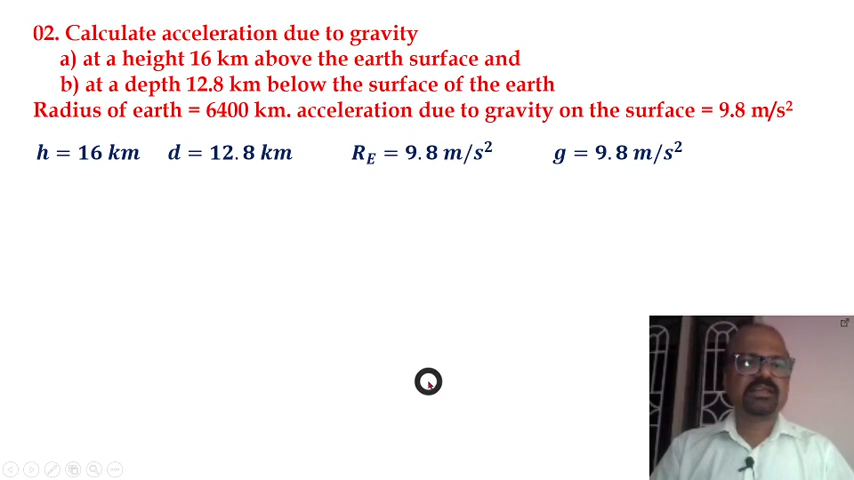 02. Calculate acceleration due to gravity
a) at a height 16 km above the earth surface and
b) at a depth 12.8 km below the surface of the earth
Radius of earth = 6400 km. acceleration due to gravity on the surface = 9.8 m/s²
h = 16 km d = 12.8 km R_E = 9.8 m/s² g = 9.8 m/s²